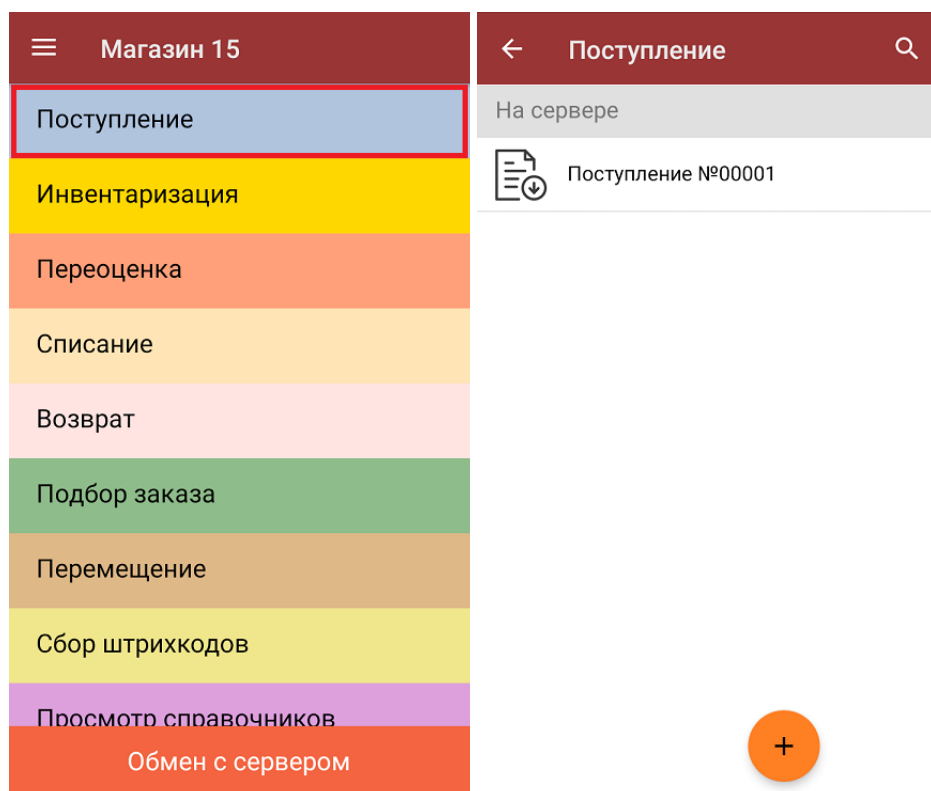 Магазин 15
Поступление
Инвентаризация
Переоценка
Списание
Возврат
Подбор заказа
Перемещение
Сбор штрихкодов
Просмотр справочников
Обмен с сервером
Поступление
На сервере
Поступление №00001